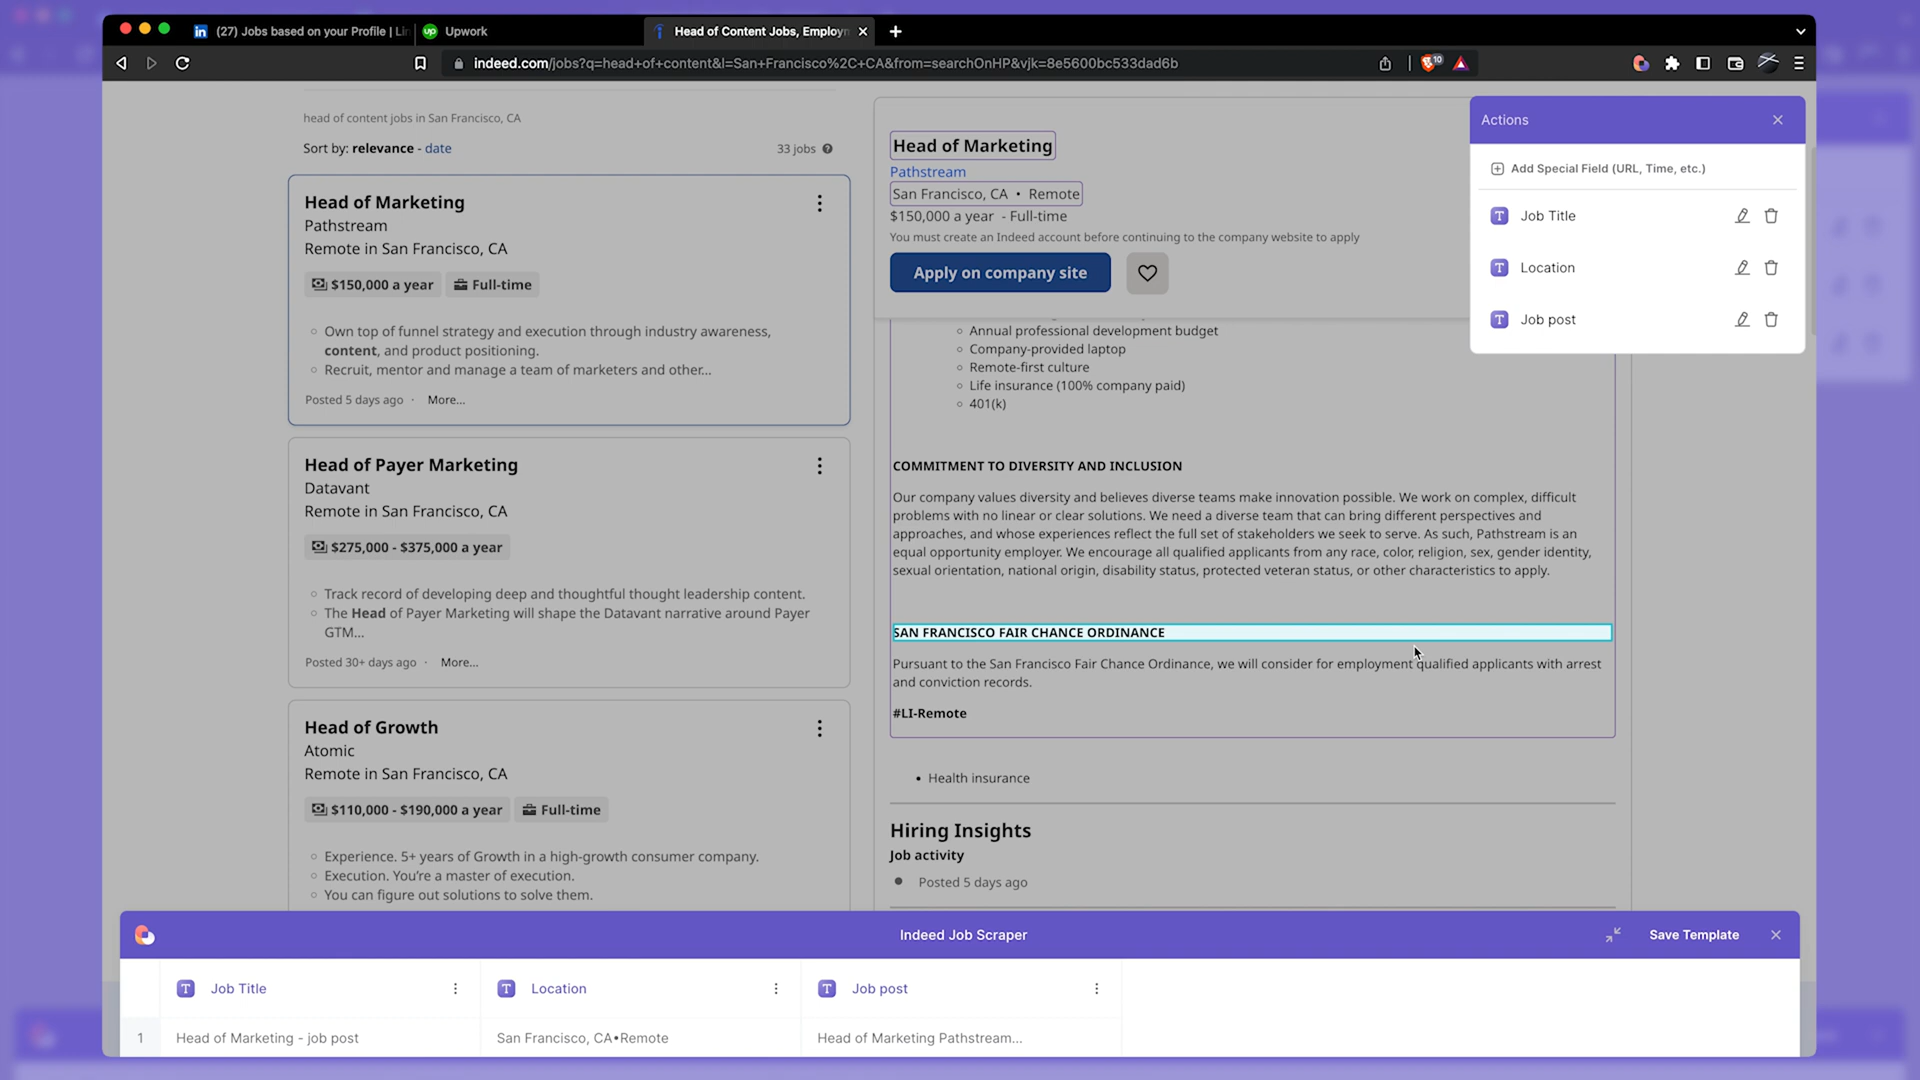 (27) Jobs based on your Profile | Li
Upwork
Head of Content Jobs, Employm
indeed.com/jobs?q=head+of+content&l=San+Francisco%2C+CA&from=searchOnHP&vjk=8e5600bc533dad6b
10
head of content jobs in San Francisco, CA
Sort by: relevance - date
33 jobs
Head of Marketing
Pathstream
Remote in San Francisco, CA
$150,000 a year
Full-time
Own top of funnel strategy and execution through industry awareness,
content, and product positioning.
Recruit, mentor and manage a team of marketers and other...
Posted 5 days ago · More...
Head of Payer Marketing
Datavant
Remote in San Francisco, CA
$275,000 - $375,000 a year
Track record of developing deep and thoughtful thought leadership content.
The Head of Payer Marketing will shape the Datavant narrative around Payer
GTM...
Posted 30+ days ago · More...
Head of Growth
Atomic
Remote in San Francisco, CA
$110,000 - $190,000 a year
Full-time
Experience. 5+ years of Growth in a high-growth consumer company.
Execution. You're a master of execution.
You can figure out solutions to solve them.
Head of Marketing
Pathstream
San Francisco, CA • Remote
$150,000 a year - Full-time
You must create an Indeed account before continuing to the company website to apply
Apply on company site
Annual professional development budget
Company-provided laptop
Remote-first culture
Life insurance (100% company paid)
401(k)
COMMITMENT TO DIVERSITY AND INCLUSION
Our company values diversity and believes diverse teams make innovation possible. We work on complex, difficult
problems with no linear or clear solutions. We need a diverse team that can bring different perspectives and
approaches, and whose experiences reflect the full set of stakeholders we seek to serve. As such, Pathstream is an
equal opportunity employer. We encourage all qualified applicants from any race, color, religion, sex, gender identity,
sexual orientation, national origin, disability status, protected veteran status, or other characteristics to apply.
SAN FRANCISCO FAIR CHANCE ORDINANCE
Pursuant to the San Francisco Fair Chance Ordinance, we will consider for employment qualified applicants with arrest
and conviction records.
#LI-Remote
• Health insurance
Hiring Insights
Job activity
Posted 5 days ago
Actions
Add Special Field (URL, Time, etc.)
T Job Title
T Location
T Job post
Indeed Job Scraper
Save Template
T Job Title
T Location
T Job post
1
Head of Marketing - job post
San Francisco, CA•Remote
Head of Marketing Pathstream...